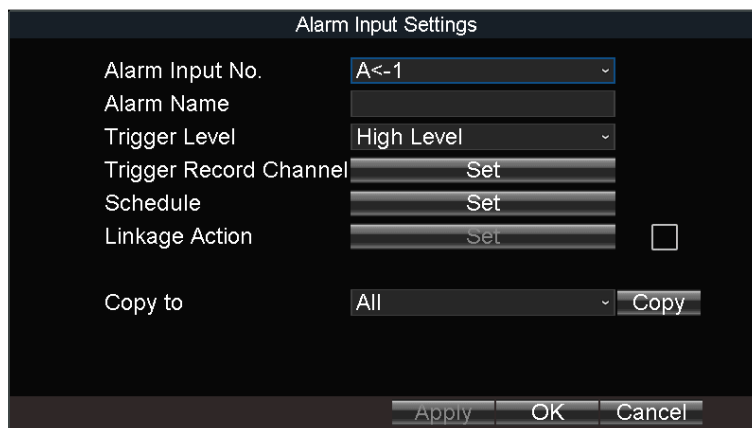 Alarm Input Settings
Alarm Input No. A<-1
Alarm Name
Trigger Level High Level
Trigger Record Channel Set
Schedule Set
Linkage Action Set
Copy to All Copy
Apply OK Cancel